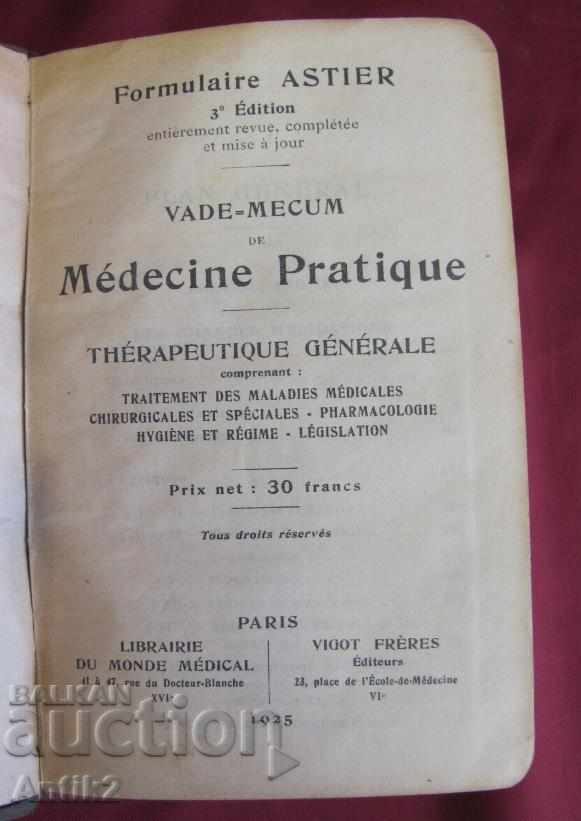 Formulaire ASTIER
3e Édition
entièrement revue, complétée
et mise à jour
VADE-MECUM
DE
Médecine Pratique
THÉRAPEUTIQUE GÉNÉRALE
comprenant :
TRAITEMENT DES MALADIES MÉDICALES
CHIRURGICALES ET SPÉCIALES - PHARMACOLOGIE
HYGIÈNE ET RÉGIME - LÉGISLATION
Prix net : 30 francs
Tous droits réservés
PARIS
LIBRAIRIE
DU MONDE MÉDICAL
41 à 47, rue du Docteur-Blanche
XVIe
VIGOT FRÈRES
Éditeurs
23, place de l'École-de-Médecine
VIe
1925
BALKAN
auction
Antik2